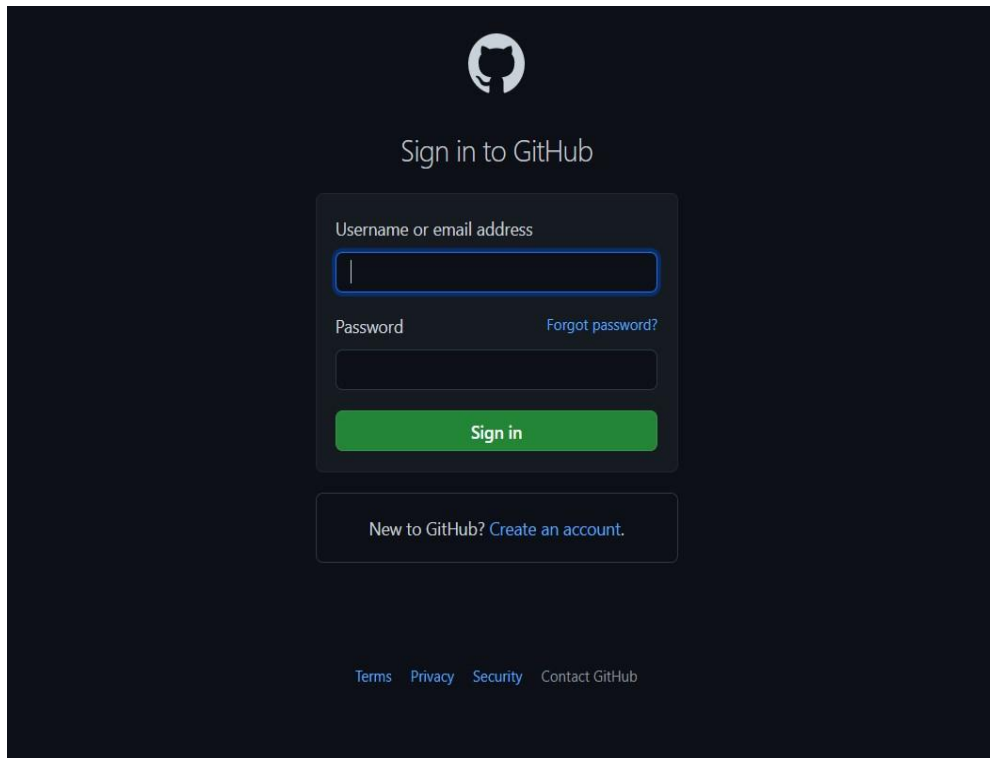 Sign in to GitHub
Username or email address
Password Forgot password?
Sign in
New to GitHub? Create an account.
Terms Privacy Security Contact GitHub